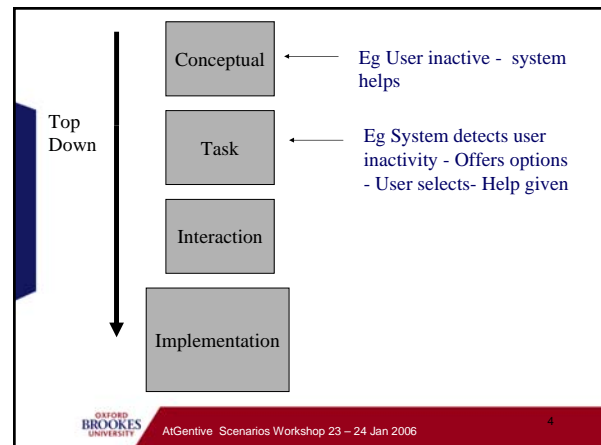 Conceptual
Eg User inactive - system
helps
Top
Down
Task
Eg System detects user
inactivity - Offers options
- User selects- Help given
Interaction
Implementation
OXFORD
BROOKES
UNIVERSITY
AtGentive Scenarios Workshop 23 – 24 Jan 2006
4